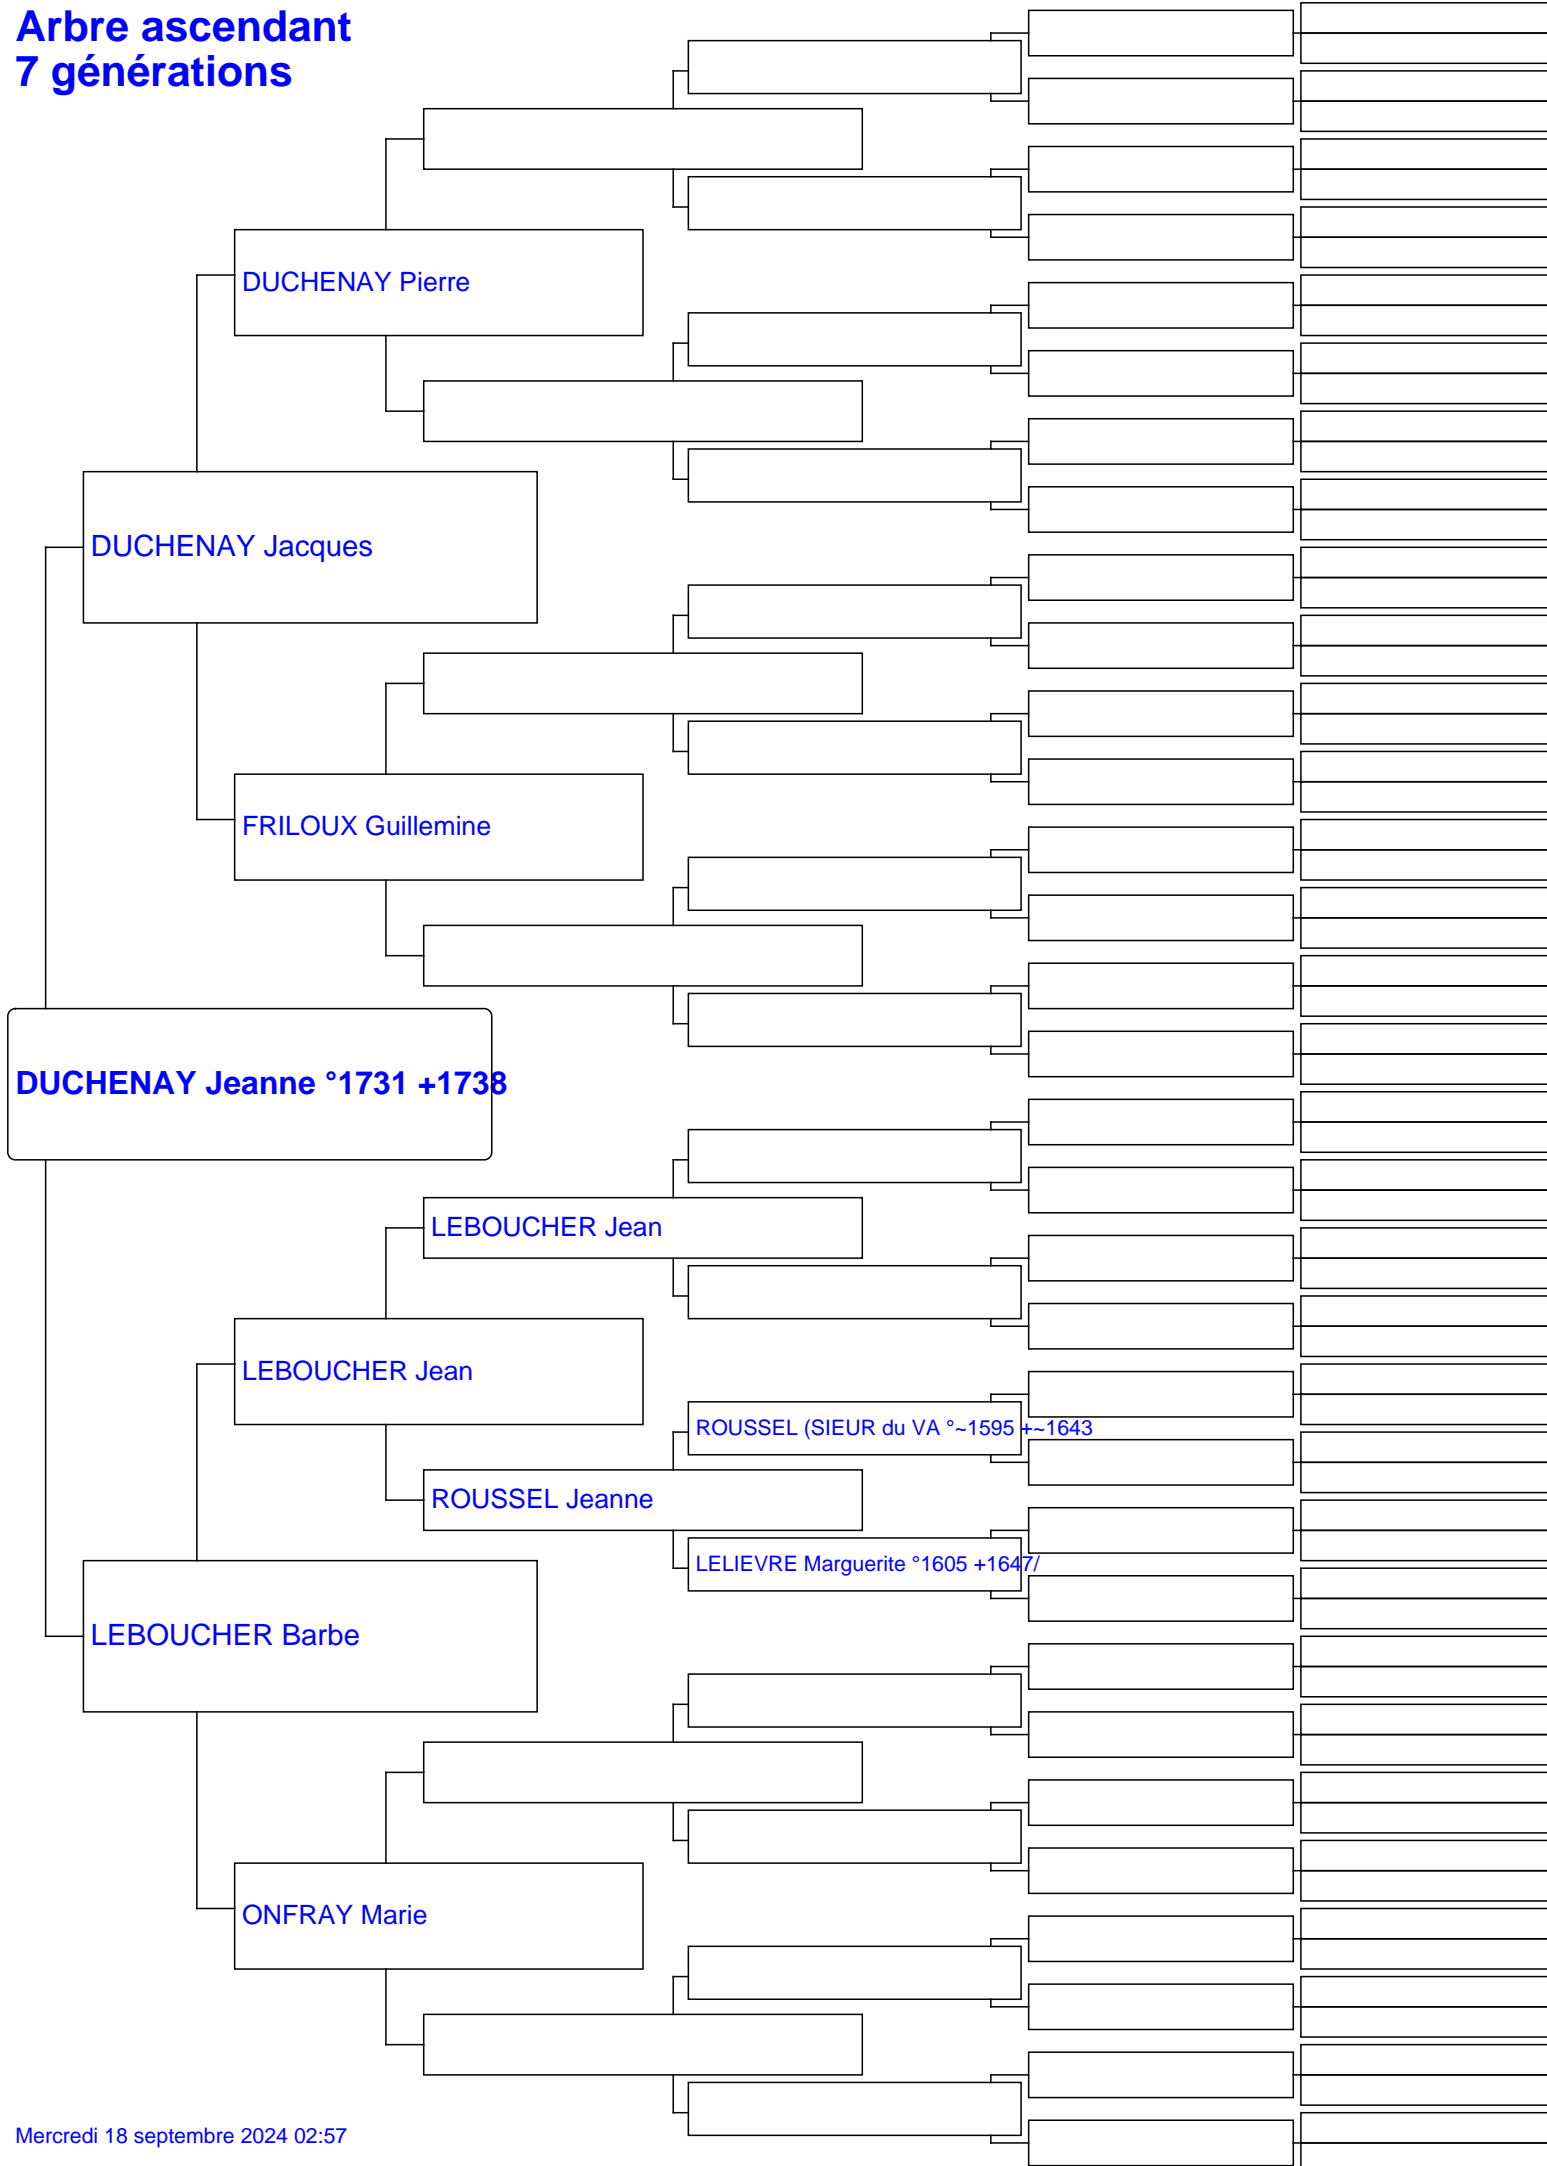 Arbre ascendant
7 générations
DUCHENAY Pierre
DUCHENAY Jacques
FRILOUX Guillemine
DUCHENAY Jeanne °1731 +1738
LEBOUCHER Jean
LEBOUCHER Jean
ROUSSEL (SIEUR du VA °~1595 +~1643
ROUSSEL Jeanne
LELIEVRE Marguerite °1605 +1647/
LEBOUCHER Barbe
ONFRAY Marie
Mercredi 18 septembre 2024 02:57